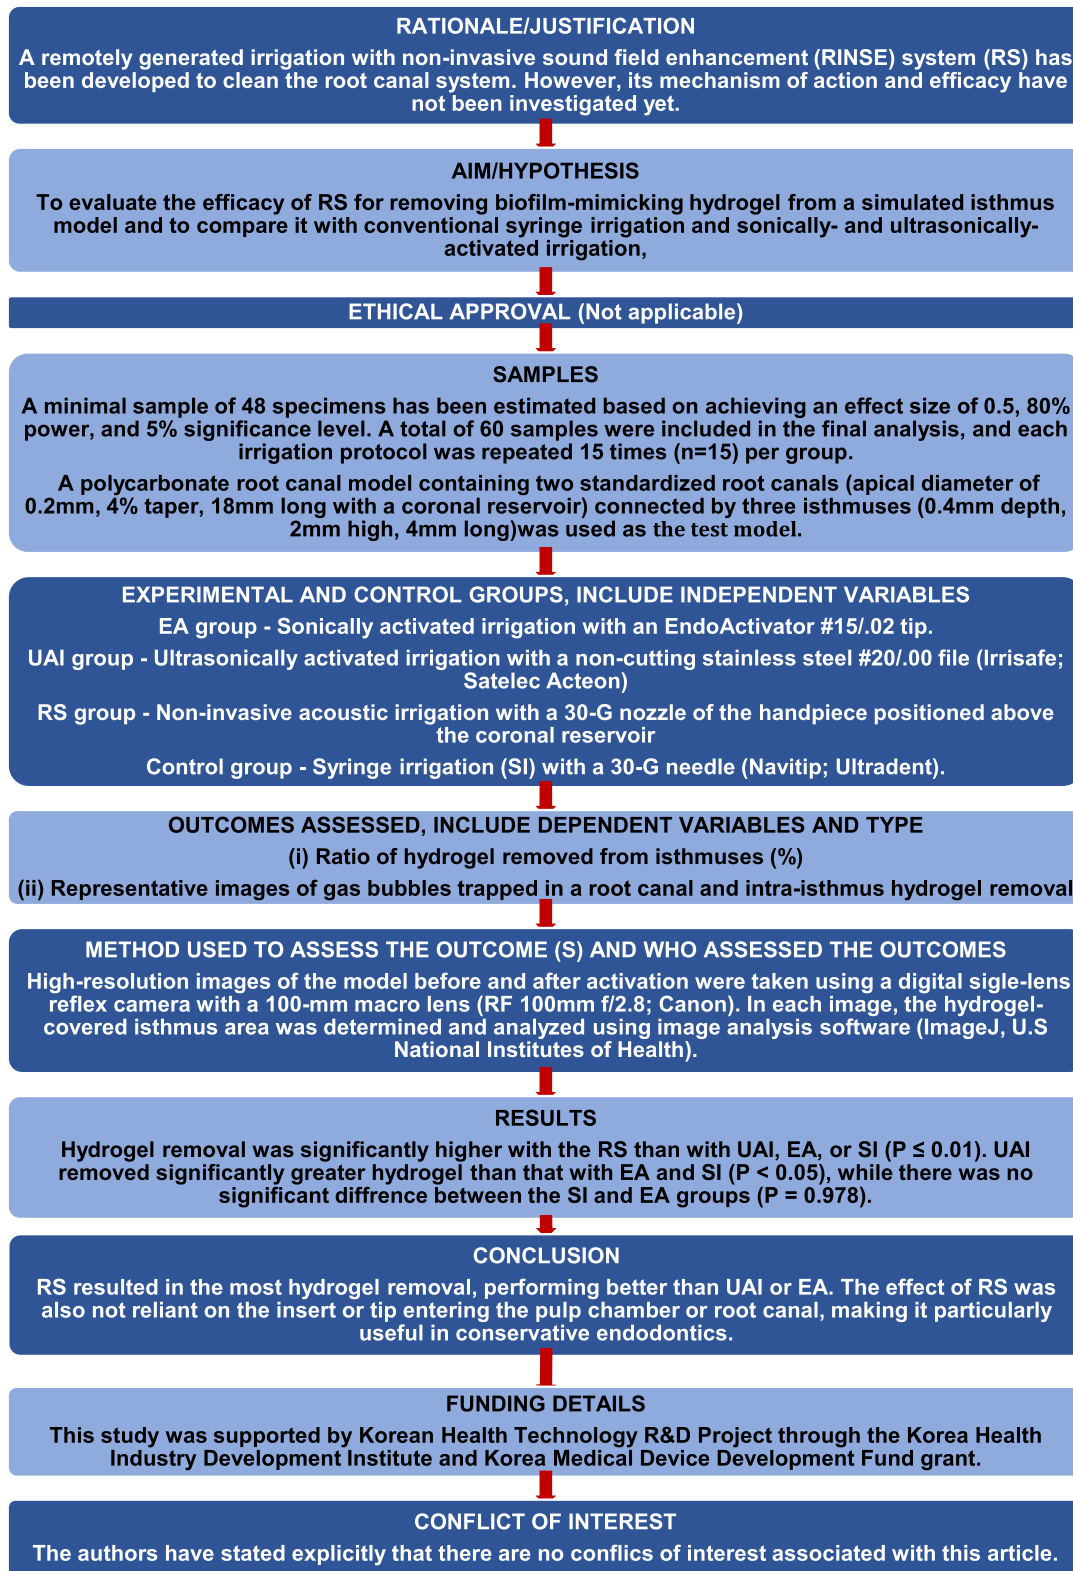 RATIONALE/JUSTIFICATION
A remotely generated irrigation with non-invasive sound field enhancement (RINSE) system (RS) has
been developed to clean the root canal system. However, its mechanism of action and efficacy have
not been investigated yet.
AIM/HYPOTHESIS
To evaluate the efficacy of RS for removing biofilm-mimicking hydrogel from a simulated isthmus
model and to compare it with conventional syringe irrigation and sonically- and ultrasonically-
activated irrigation,
ETHICAL APPROVAL (Not applicable)
SAMPLES
A minimal sample of 48 specimens has been estimated based on achieving an effect size of 0.5, 80%
power, and 5% significance level. A total of 60 samples were included in the final analysis, and each
irrigation protocol was repeated 15 times (n=15) per group.
A polycarbonate root canal model containing two standardized root canals (apical diameter of
0.2mm, 4% taper, 18mm long with a coronal reservoir) connected by three isthmuses (0.4mm depth,
2mm high, 4mm long)was used as the test model.
EXPERIMENTAL AND CONTROL GROUPS, INCLUDE INDEPENDENT VARIABLES
EA group - Sonically activated irrigation with an EndoActivator #15/.02 tip.
UAI group - Ultrasonically activated irrigation with a non-cutting stainless steel #20/.00 file (Irrisafe;
Satelec Acteon)
RS group - Non-invasive acoustic irrigation with a 30-G nozzle of the handpiece positioned above
the coronal reservoir
Control group - Syringe irrigation (SI) with a 30-G needle (Navitip; Ultradent).
OUTCOMES ASSESSED, INCLUDE DEPENDENT VARIABLES AND TYPE
(i) Ratio of hydrogel removed from isthmuses (%)
(ii) Representative images of gas bubbles trapped in a root canal and intra-isthmus hydrogel removal
METHOD USED TO ASSESS THE OUTCOME (S) AND WHO ASSESSED THE OUTCOMES
High-resolution images of the model before and after activation were taken using a digital sigle-lens
reflex camera with a 100-mm macro lens (RF 100mm f/2.8; Canon). In each image, the hydrogel-
covered isthmus area was determined and analyzed using image analysis software (ImageJ, U.S
National Institutes of Health).
RESULTS
Hydrogel removal was significantly higher with the RS than with UAI, EA, or SI (P ≤ 0.01). UAI
removed significantly greater hydrogel than that with EA and SI (P < 0.05), while there was no
significant diffrence between the SI and EA groups (P = 0.978).
CONCLUSION
RS resulted in the most hydrogel removal, performing better than UAI or EA. The effect of RS was
also not reliant on the insert or tip entering the pulp chamber or root canal, making it particularly
useful in conservative endodontics.
FUNDING DETAILS
This study was supported by Korean Health Technology R&D Project through the Korea Health
Industry Development Institute and Korea Medical Device Development Fund grant.
CONFLICT OF INTEREST
The authors have stated explicitly that there are no conflics of interest associated with this article.